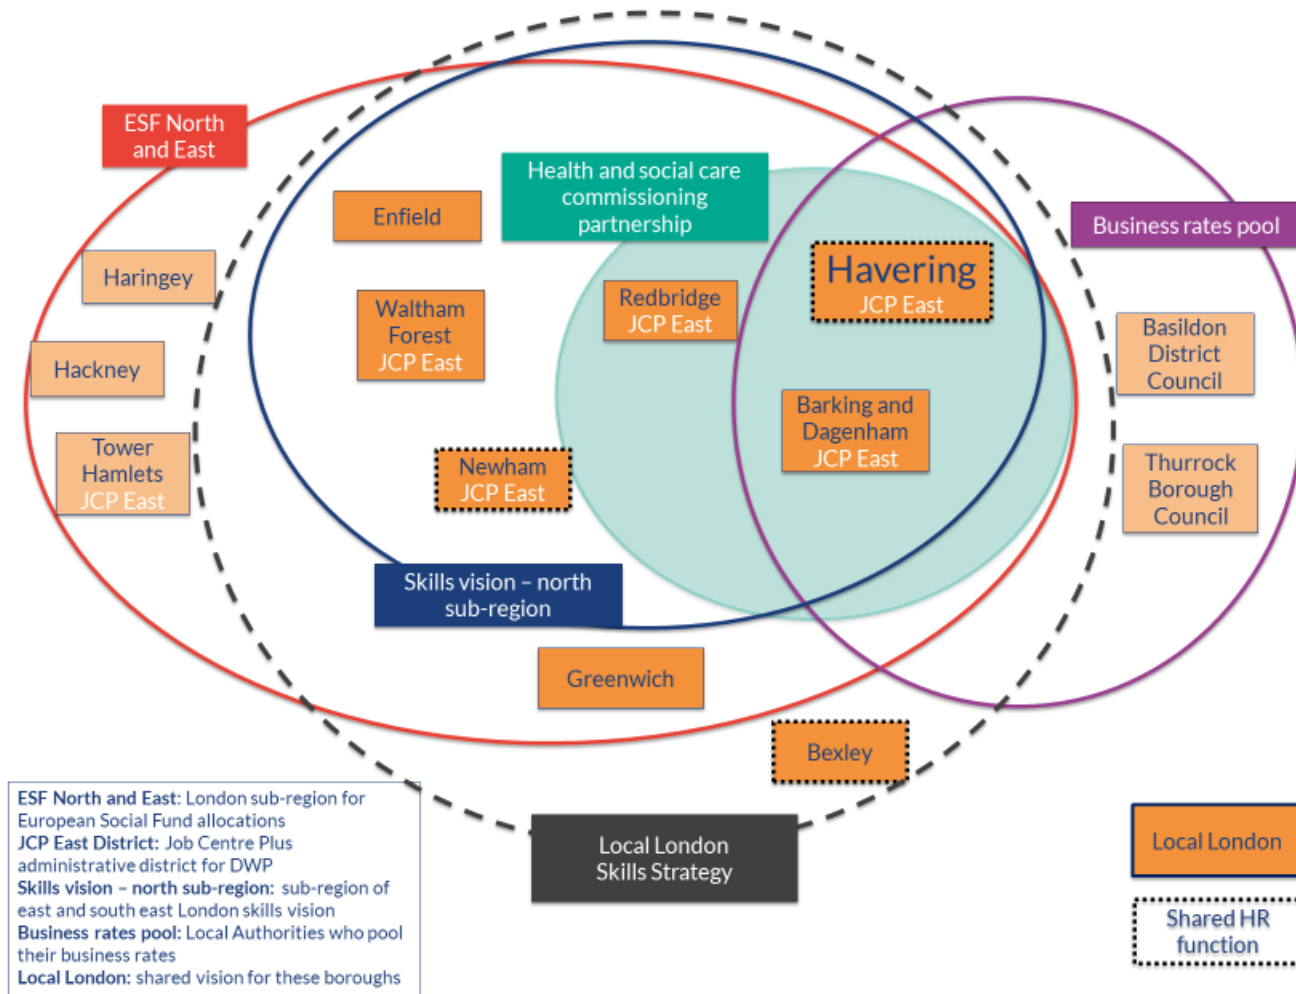 ESF North
and East
Health and social care
commissioning
partnership
Enfield
Business rates pool
Haringey
Havering
JCP East
Redbridge
JCP East
Waltham
Forest
JCP East
Basildon
District
Council
Hackney
Barking and
Dagenham
JCP East
Tower
Hamlets
JCP East
Newham
JCP East
Thurrock
Borough
Council
Skills vision – north
sub-region
Greenwich
Bexley
ESF North and East: London sub-region for
European Social Fund allocations
JCP East District: Job Centre Plus
administrative district for DWP
Skills vision – north sub-region: sub-region of
east and south east London skills vision
Business rates pool: Local Authorities who pool
their business rates
Local London: shared vision for these boroughs
Local London
Skills Strategy
Local London
Shared HR
function